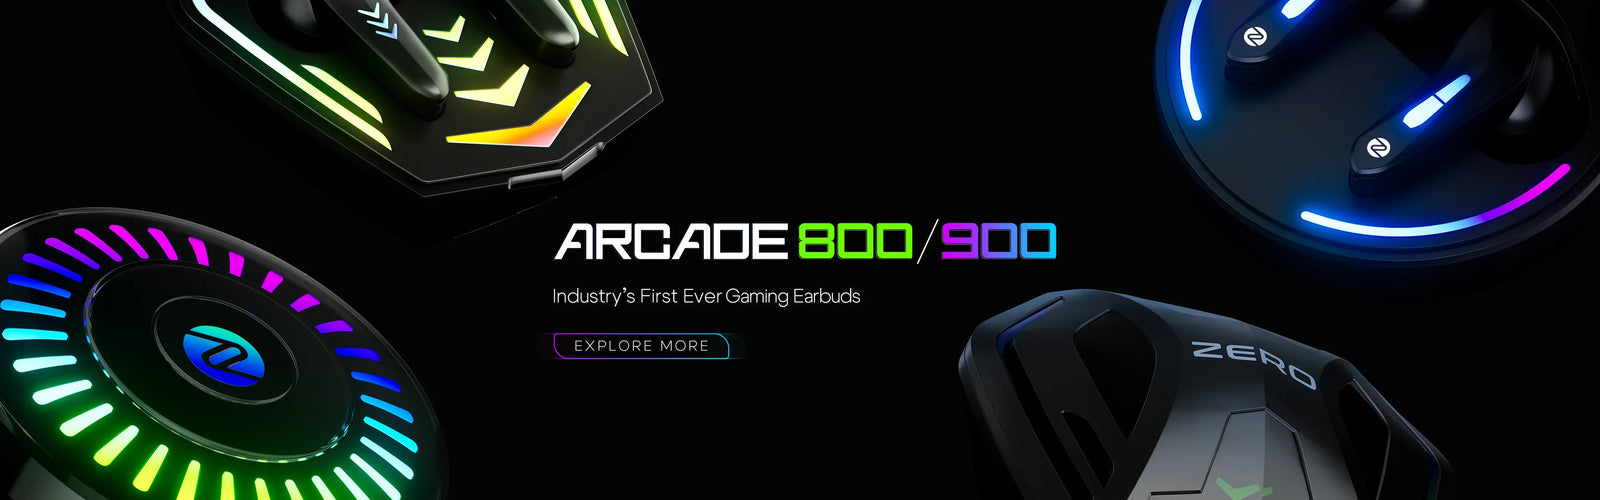 ARCADE 800/900
Industry's First Ever Gaming Earbuds
EXPLORE MORE
ZERO